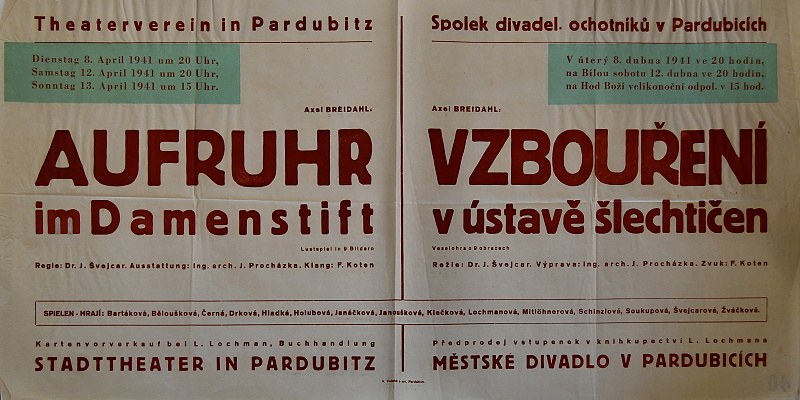 Theaterverein in Pardubitz
Dienstag 8. April 1941 um 20 Uhr,
Samstag 12. April 1941 um 20 Uhr,
Sonntag 13. April 1941 um 15 Uhr.
Axel BREIDAHL:
AUFRUHR
im Damenstift
Lustspiel in 9 Bildern
Regie: Dr. J. Švejcar. Ausstattung: Ing. arch. J. Procházka. Klang: F. Koten
Spolek divadel. ochotníků v Pardubicích
V úterý 8. dubna 1941 ve 20 hodin,
na Bílou sobotu 12. dubna ve 20 hodin,
na Hod Boží velikonoční odpol. v 15 hod.
Axel BREIDAHL:
VZBOUŘENÍ
v ústavě šlechtičen
Veselohra o 9 obrazech
Režie: Dr. J. Švejcar. Výprava: Ing. arch. J. Procházka. Zvuk: F. Koten
SPIELEN - HRAJÍ: Bartáková, Běloušková, Černá, Drková, Hladká, Holubová, Janáčková, Janoušková, Klečková, Lochmanová, Mitlöhnerová, Schinzlová, Soukupová, Švejcarová, Žváčková.
Kartenvorverkauf bei L. Lochman, Buchhandlung
STADTTHEATER IN PARDUBITZ
Předprodej vstupenek v knihkupectví L. Lochmana
MĚSTSKÉ DIVADLO V PARDUBICÍCH